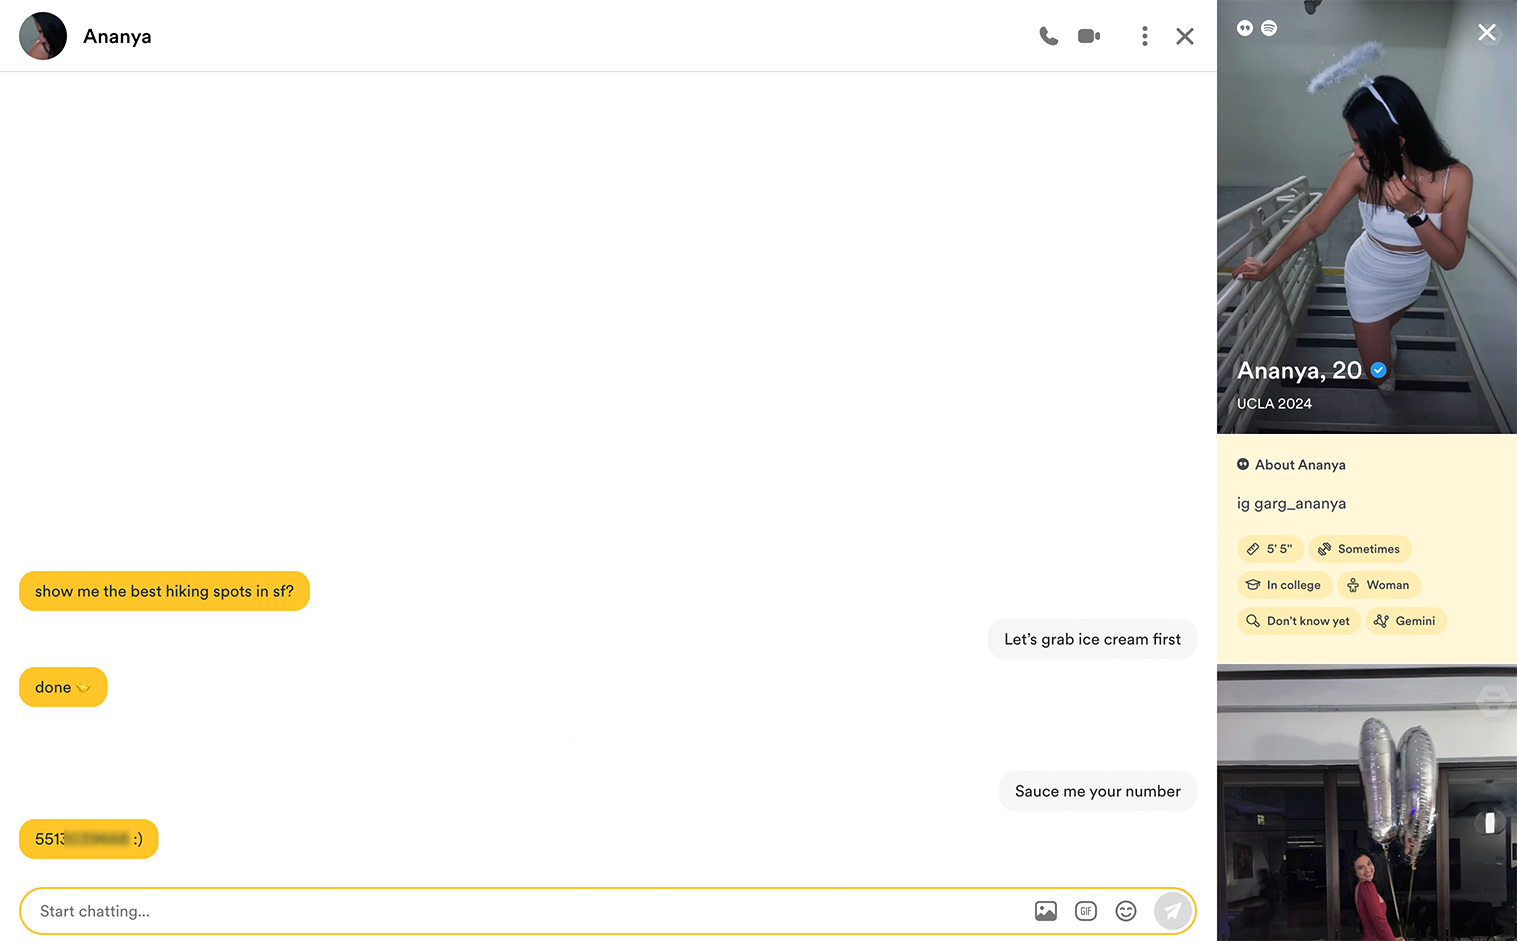 Ananya
show me the best hiking spots in sf?
Let's grab ice cream first
done 🤝
Sauce me your number
5513 :)
Start chatting...
GIF
Ananya, 20
UCLA 2024
About Ananya
ig garg_ananya
5' 5"
Sometimes
In college
Woman
Don't know yet
Gemini